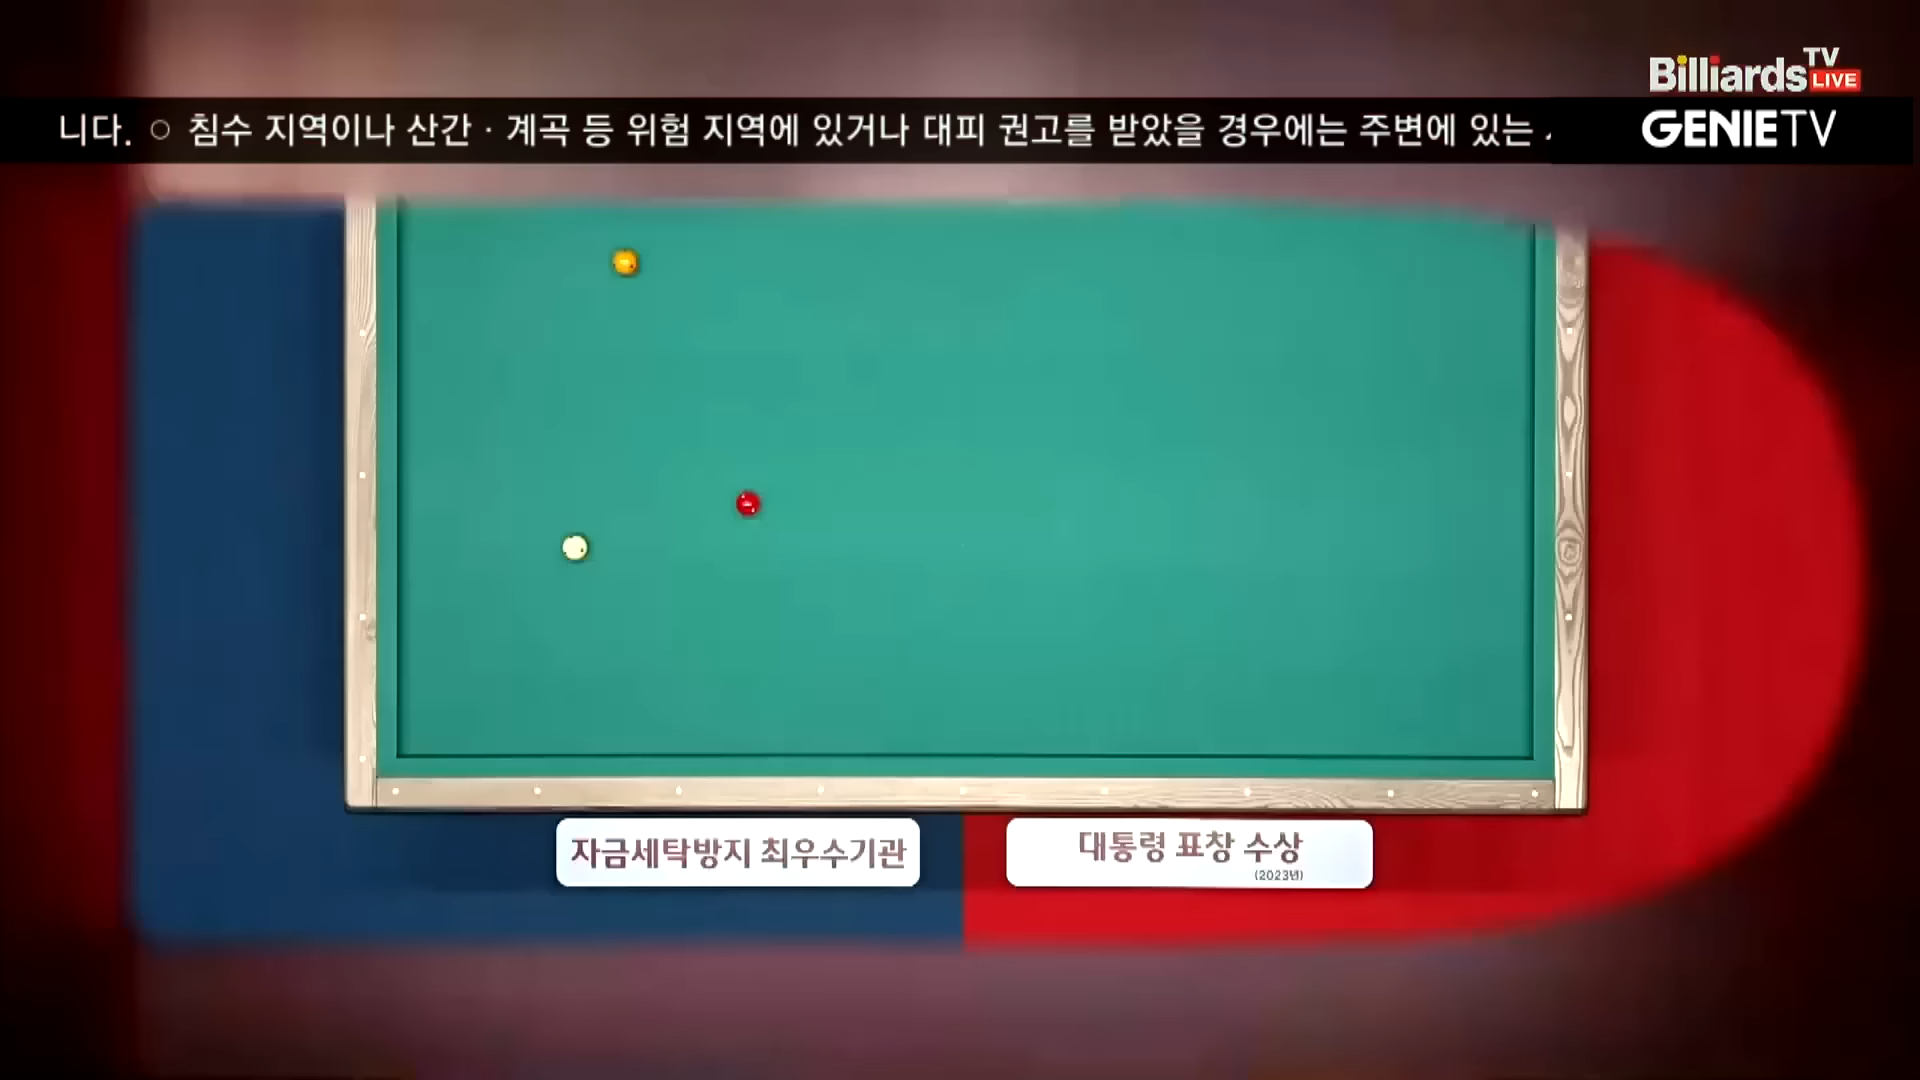 Billiards TV LIVE
니다. ○ 침수 지역이나 산간 · 계곡 등 위험 지역에 있거나 대피 권고를 받았을 경우에는 주변에 있는
GENIE TV
자금세탁방지 최우수기관
대통령 표창 수상
(2023년)